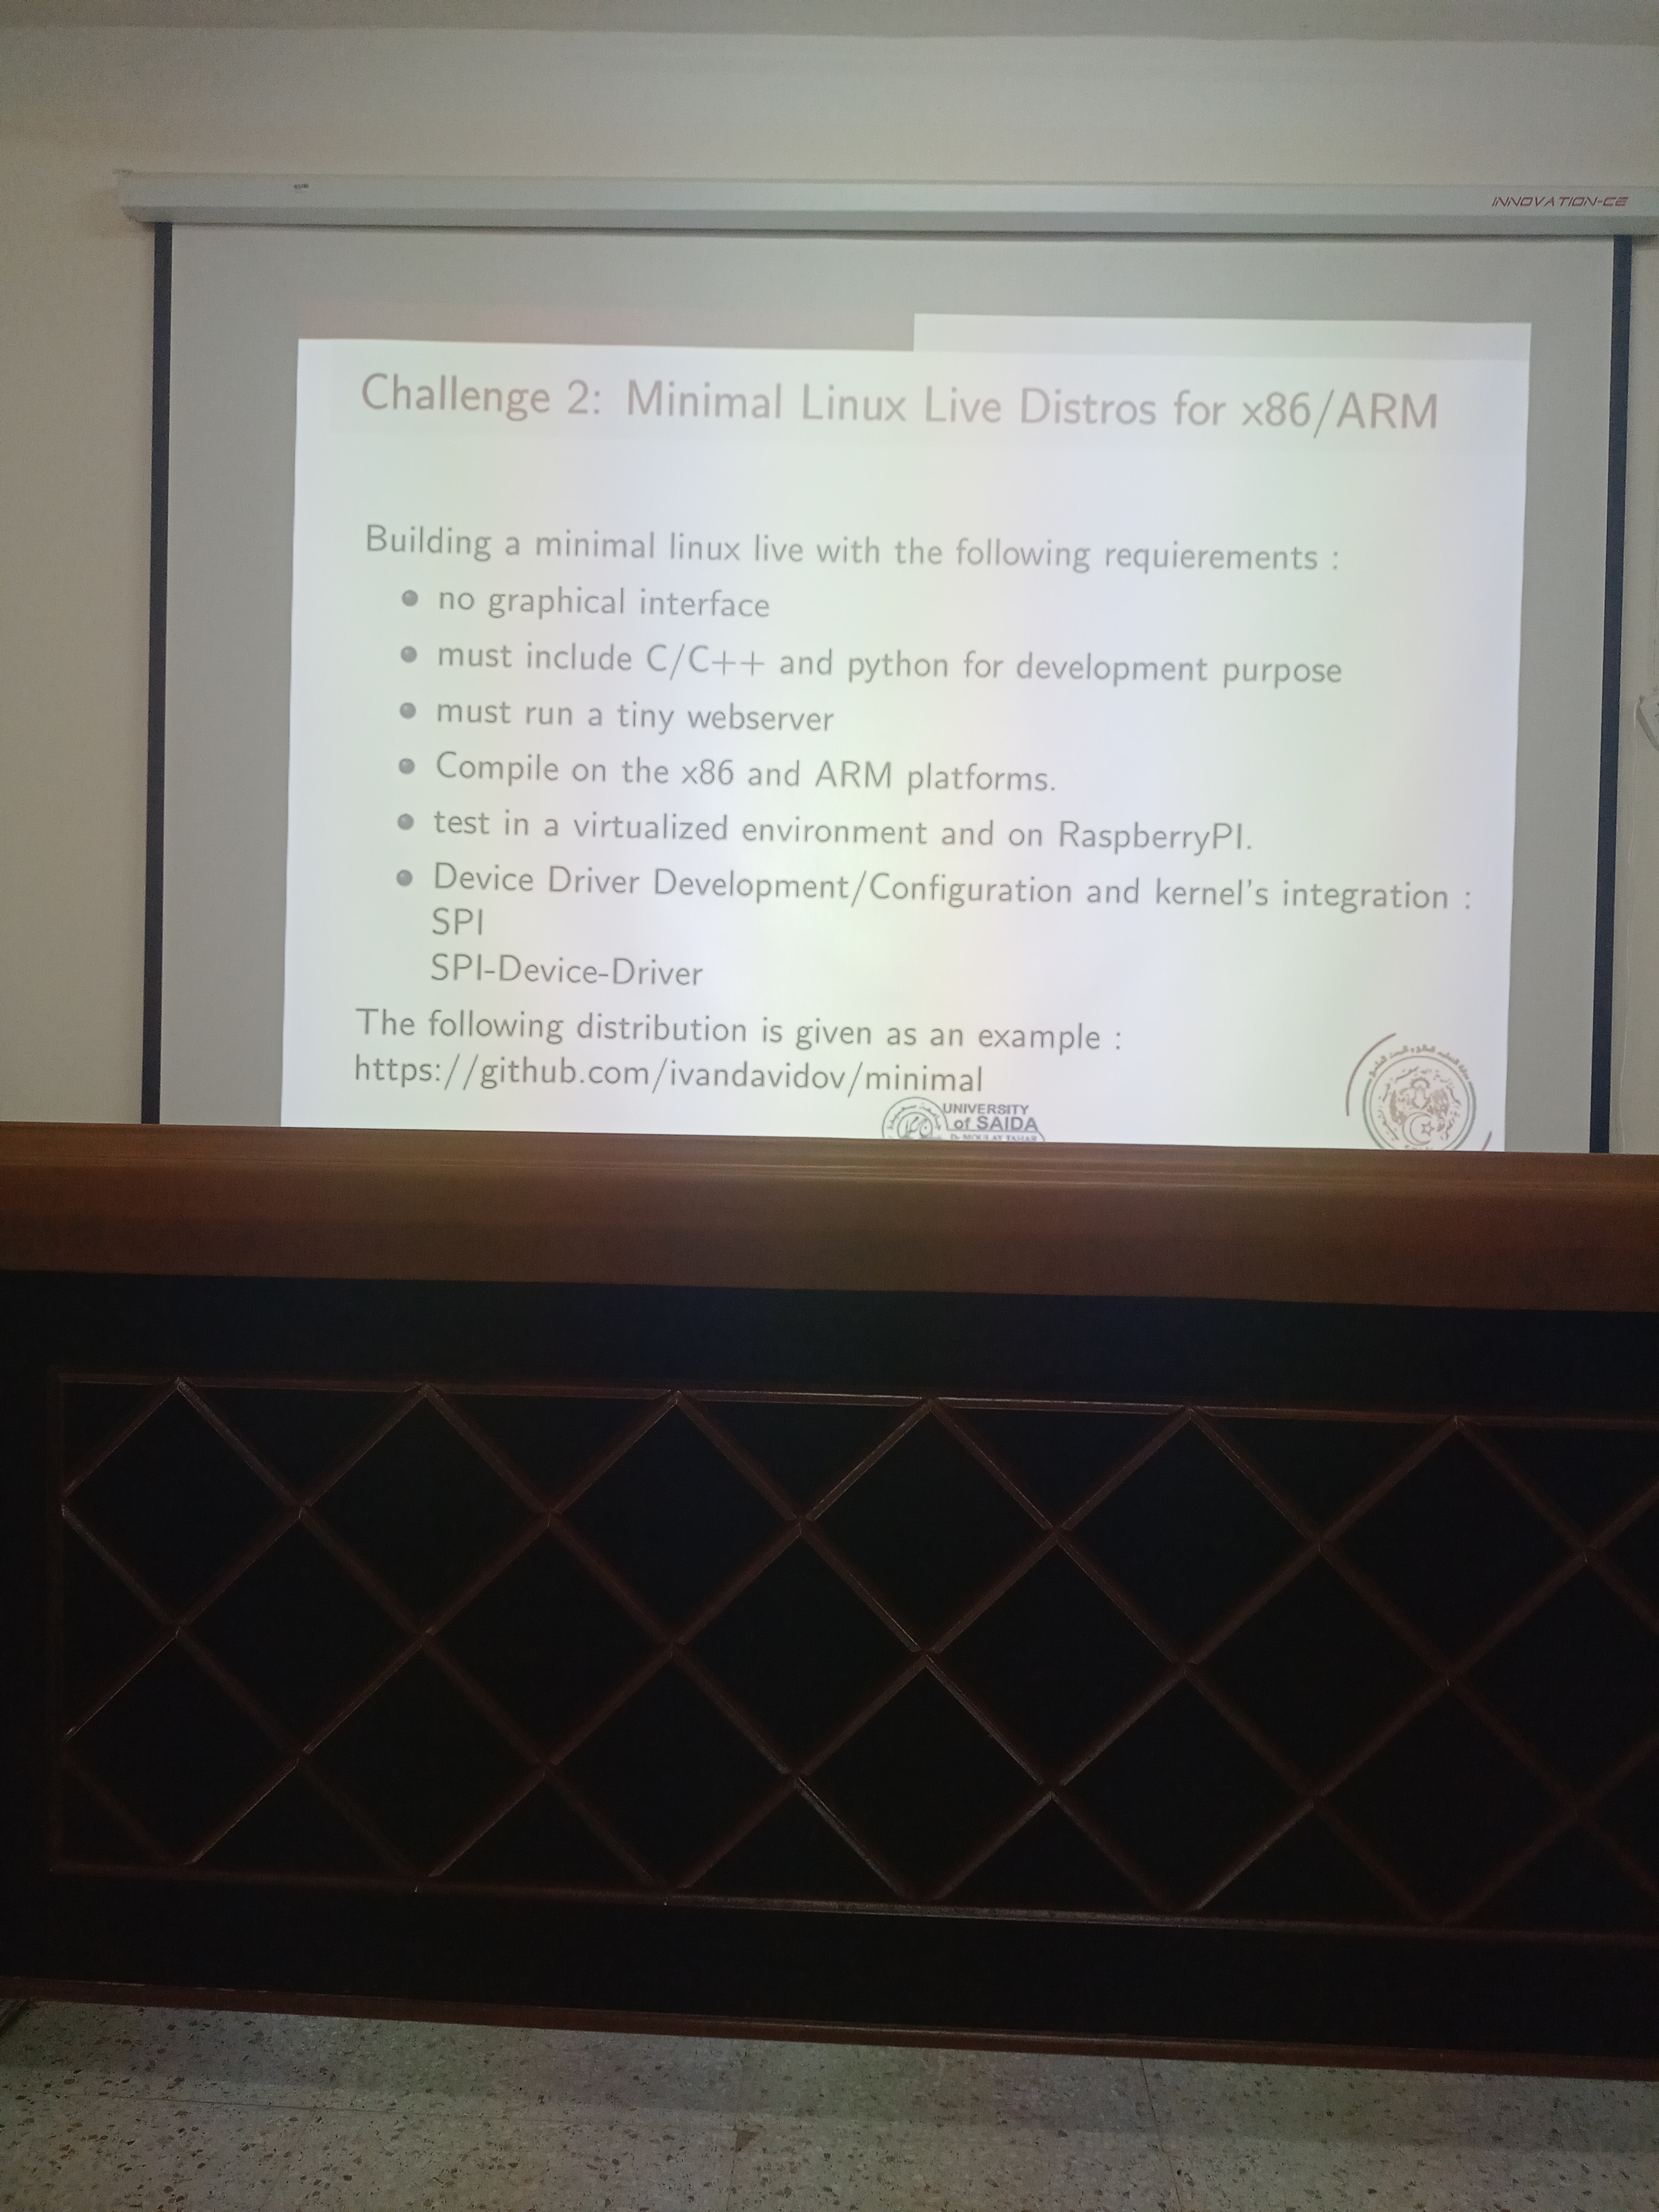 INNOVATION-CE
Challenge 2: Minimal Linux Live Distros for x86/ARM
Building a minimal linux live with the following requierements :
no graphical interface
must include C/C++ and python for development purpose
must run a tiny webserver
Compile on the x86 and ARM platforms.
test in a virtualized environment and on RaspberryPI.
Device Driver Development/Configuration and kernel's integration :
SPI
SPI-Device-Driver
The following distribution is given as an example :
https://github.com/ivandavidov/minimal
UNIVERSITY
of SAIDA
Dr MOULAY TAHAR